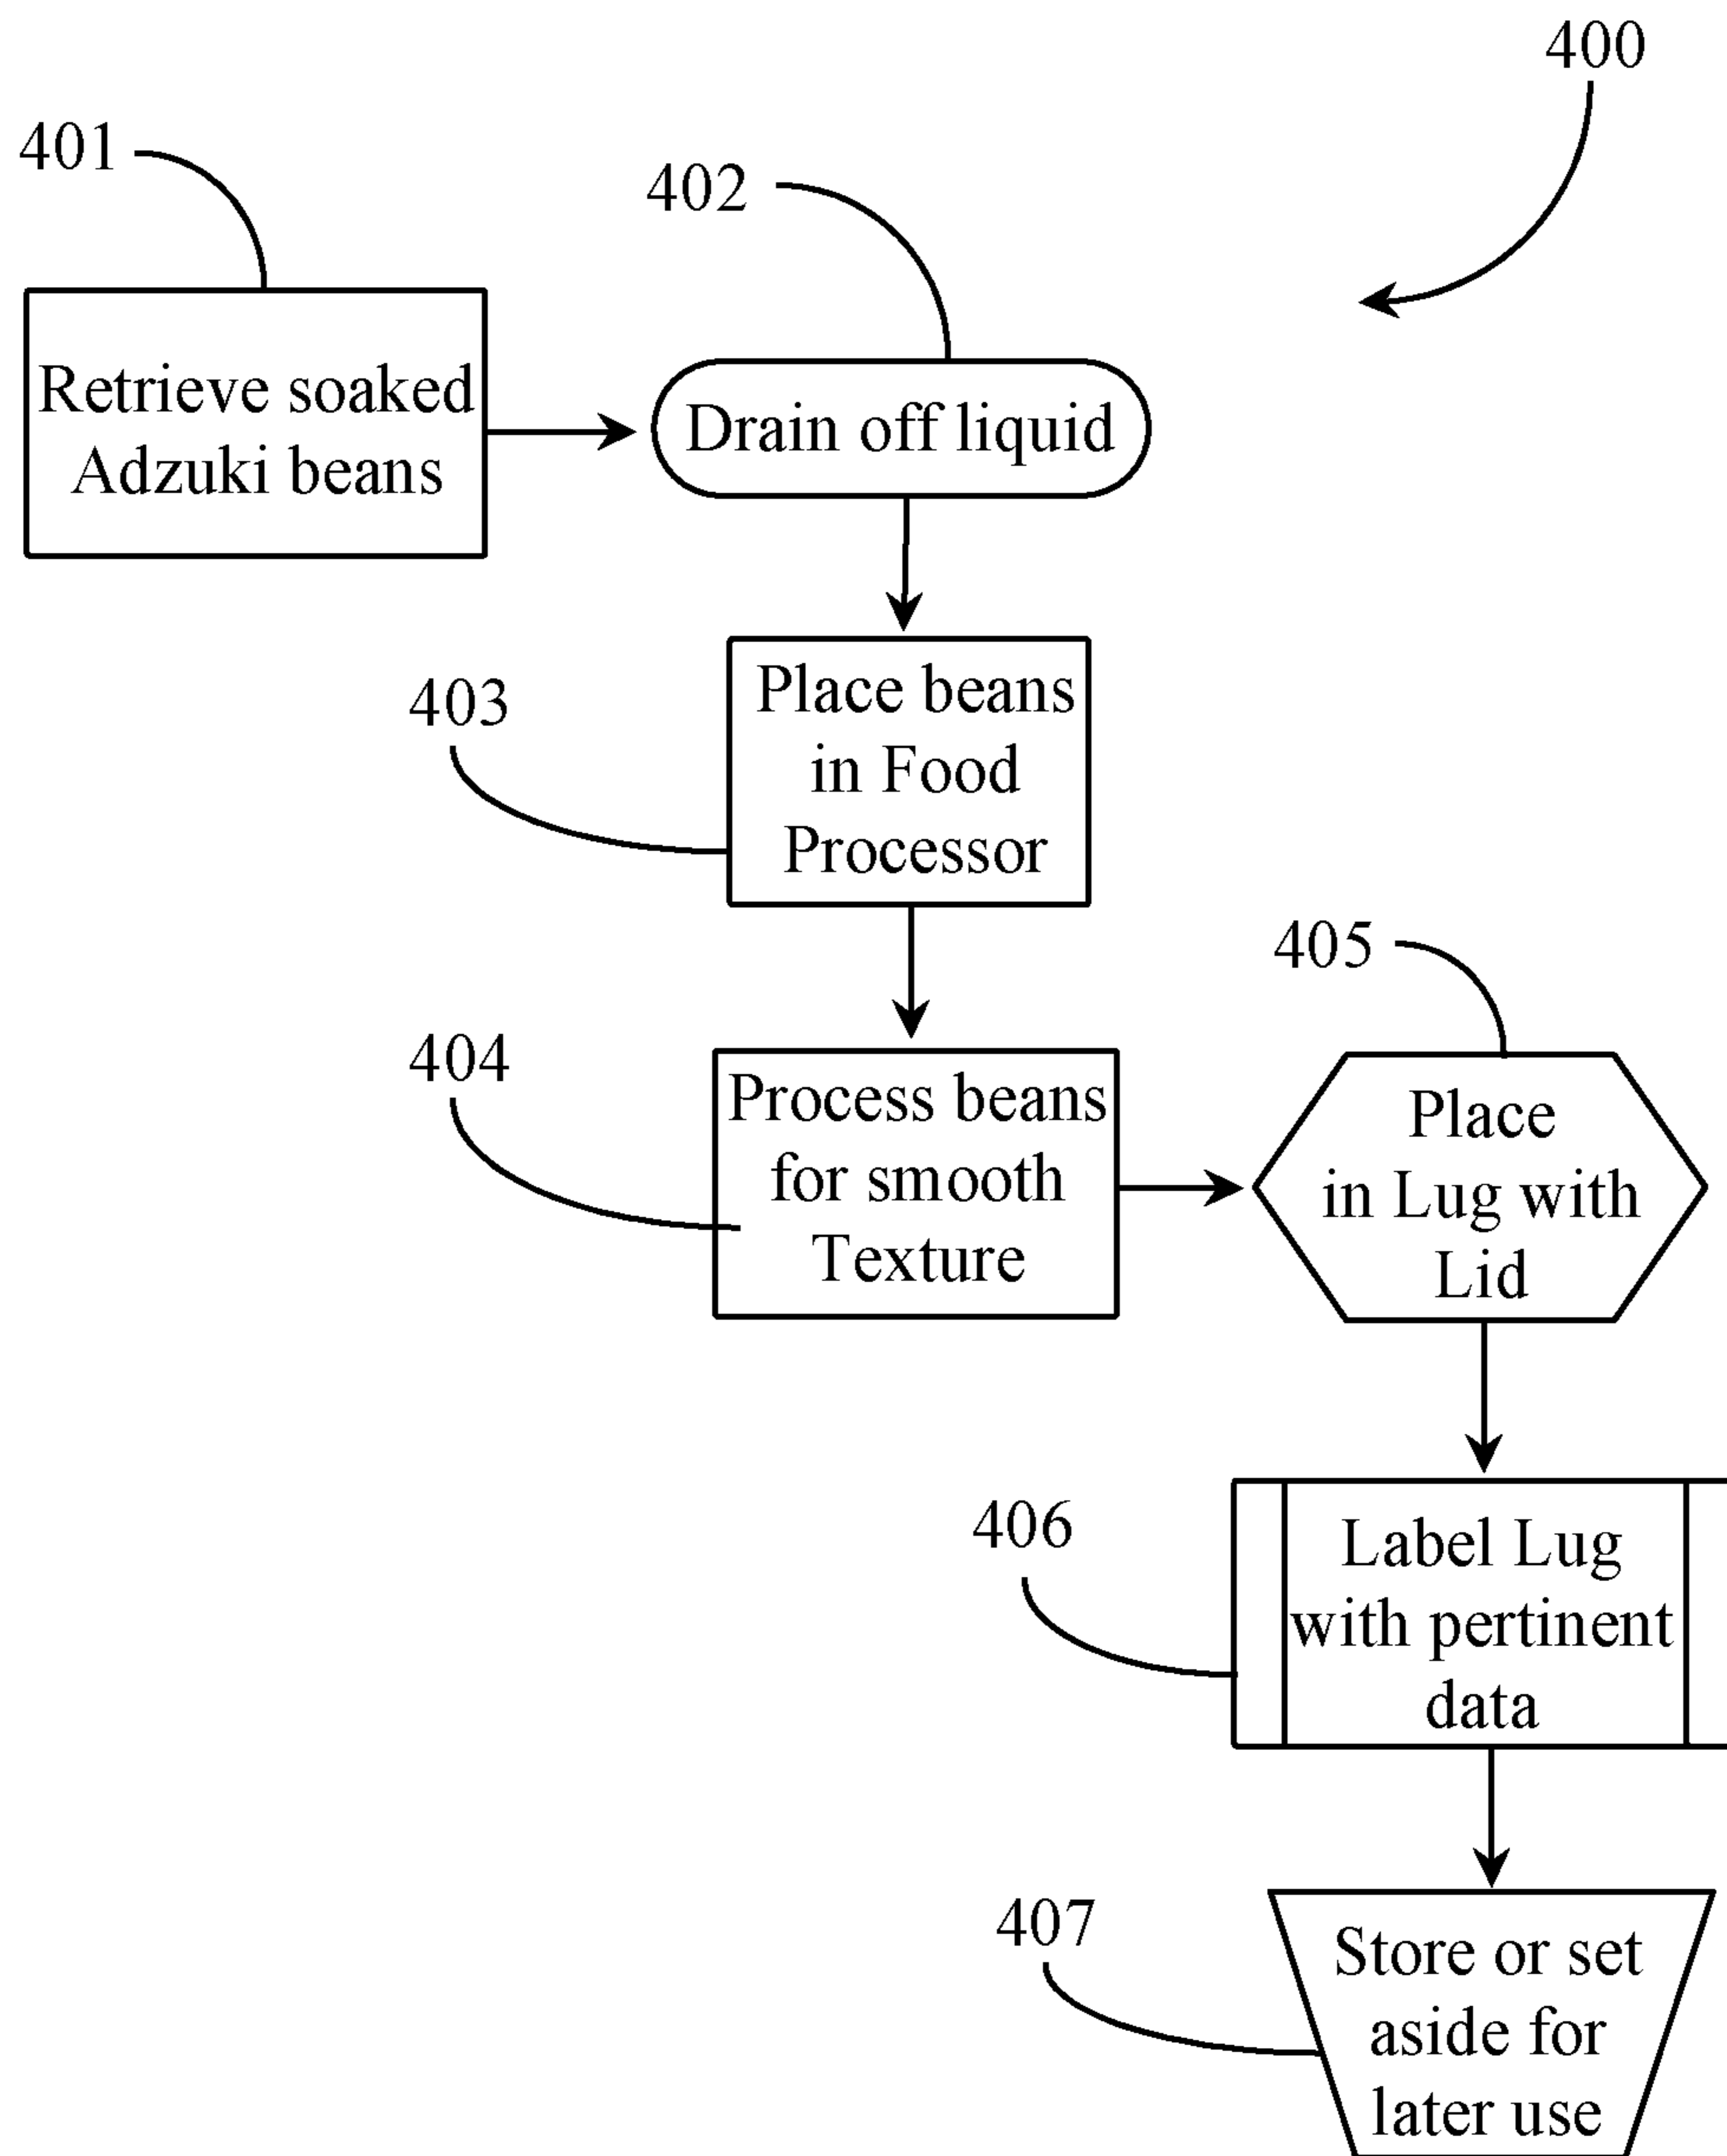 400
401
402
Retrieve soaked
Adzuki beans
Drain off liquid
403
Place beans
in Food
Processor
404
Process beans
for smooth
Texture
405
Place
in Lug with
Lid
406
Label Lug
with pertinent
data
407
Store or set
aside for
later use